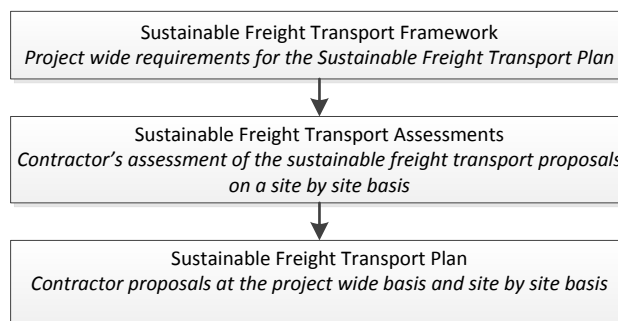 Sustainable Freight Transport Framework
Project wide requirements for the Sustainable Freight Transport Plan
Sustainable Freight Transport Assessments
Contractor’s assessment of the sustainable freight transport proposals
on a site by site basis
Sustainable Freight Transport Plan
Contractor proposals at the project wide basis and site by site basis